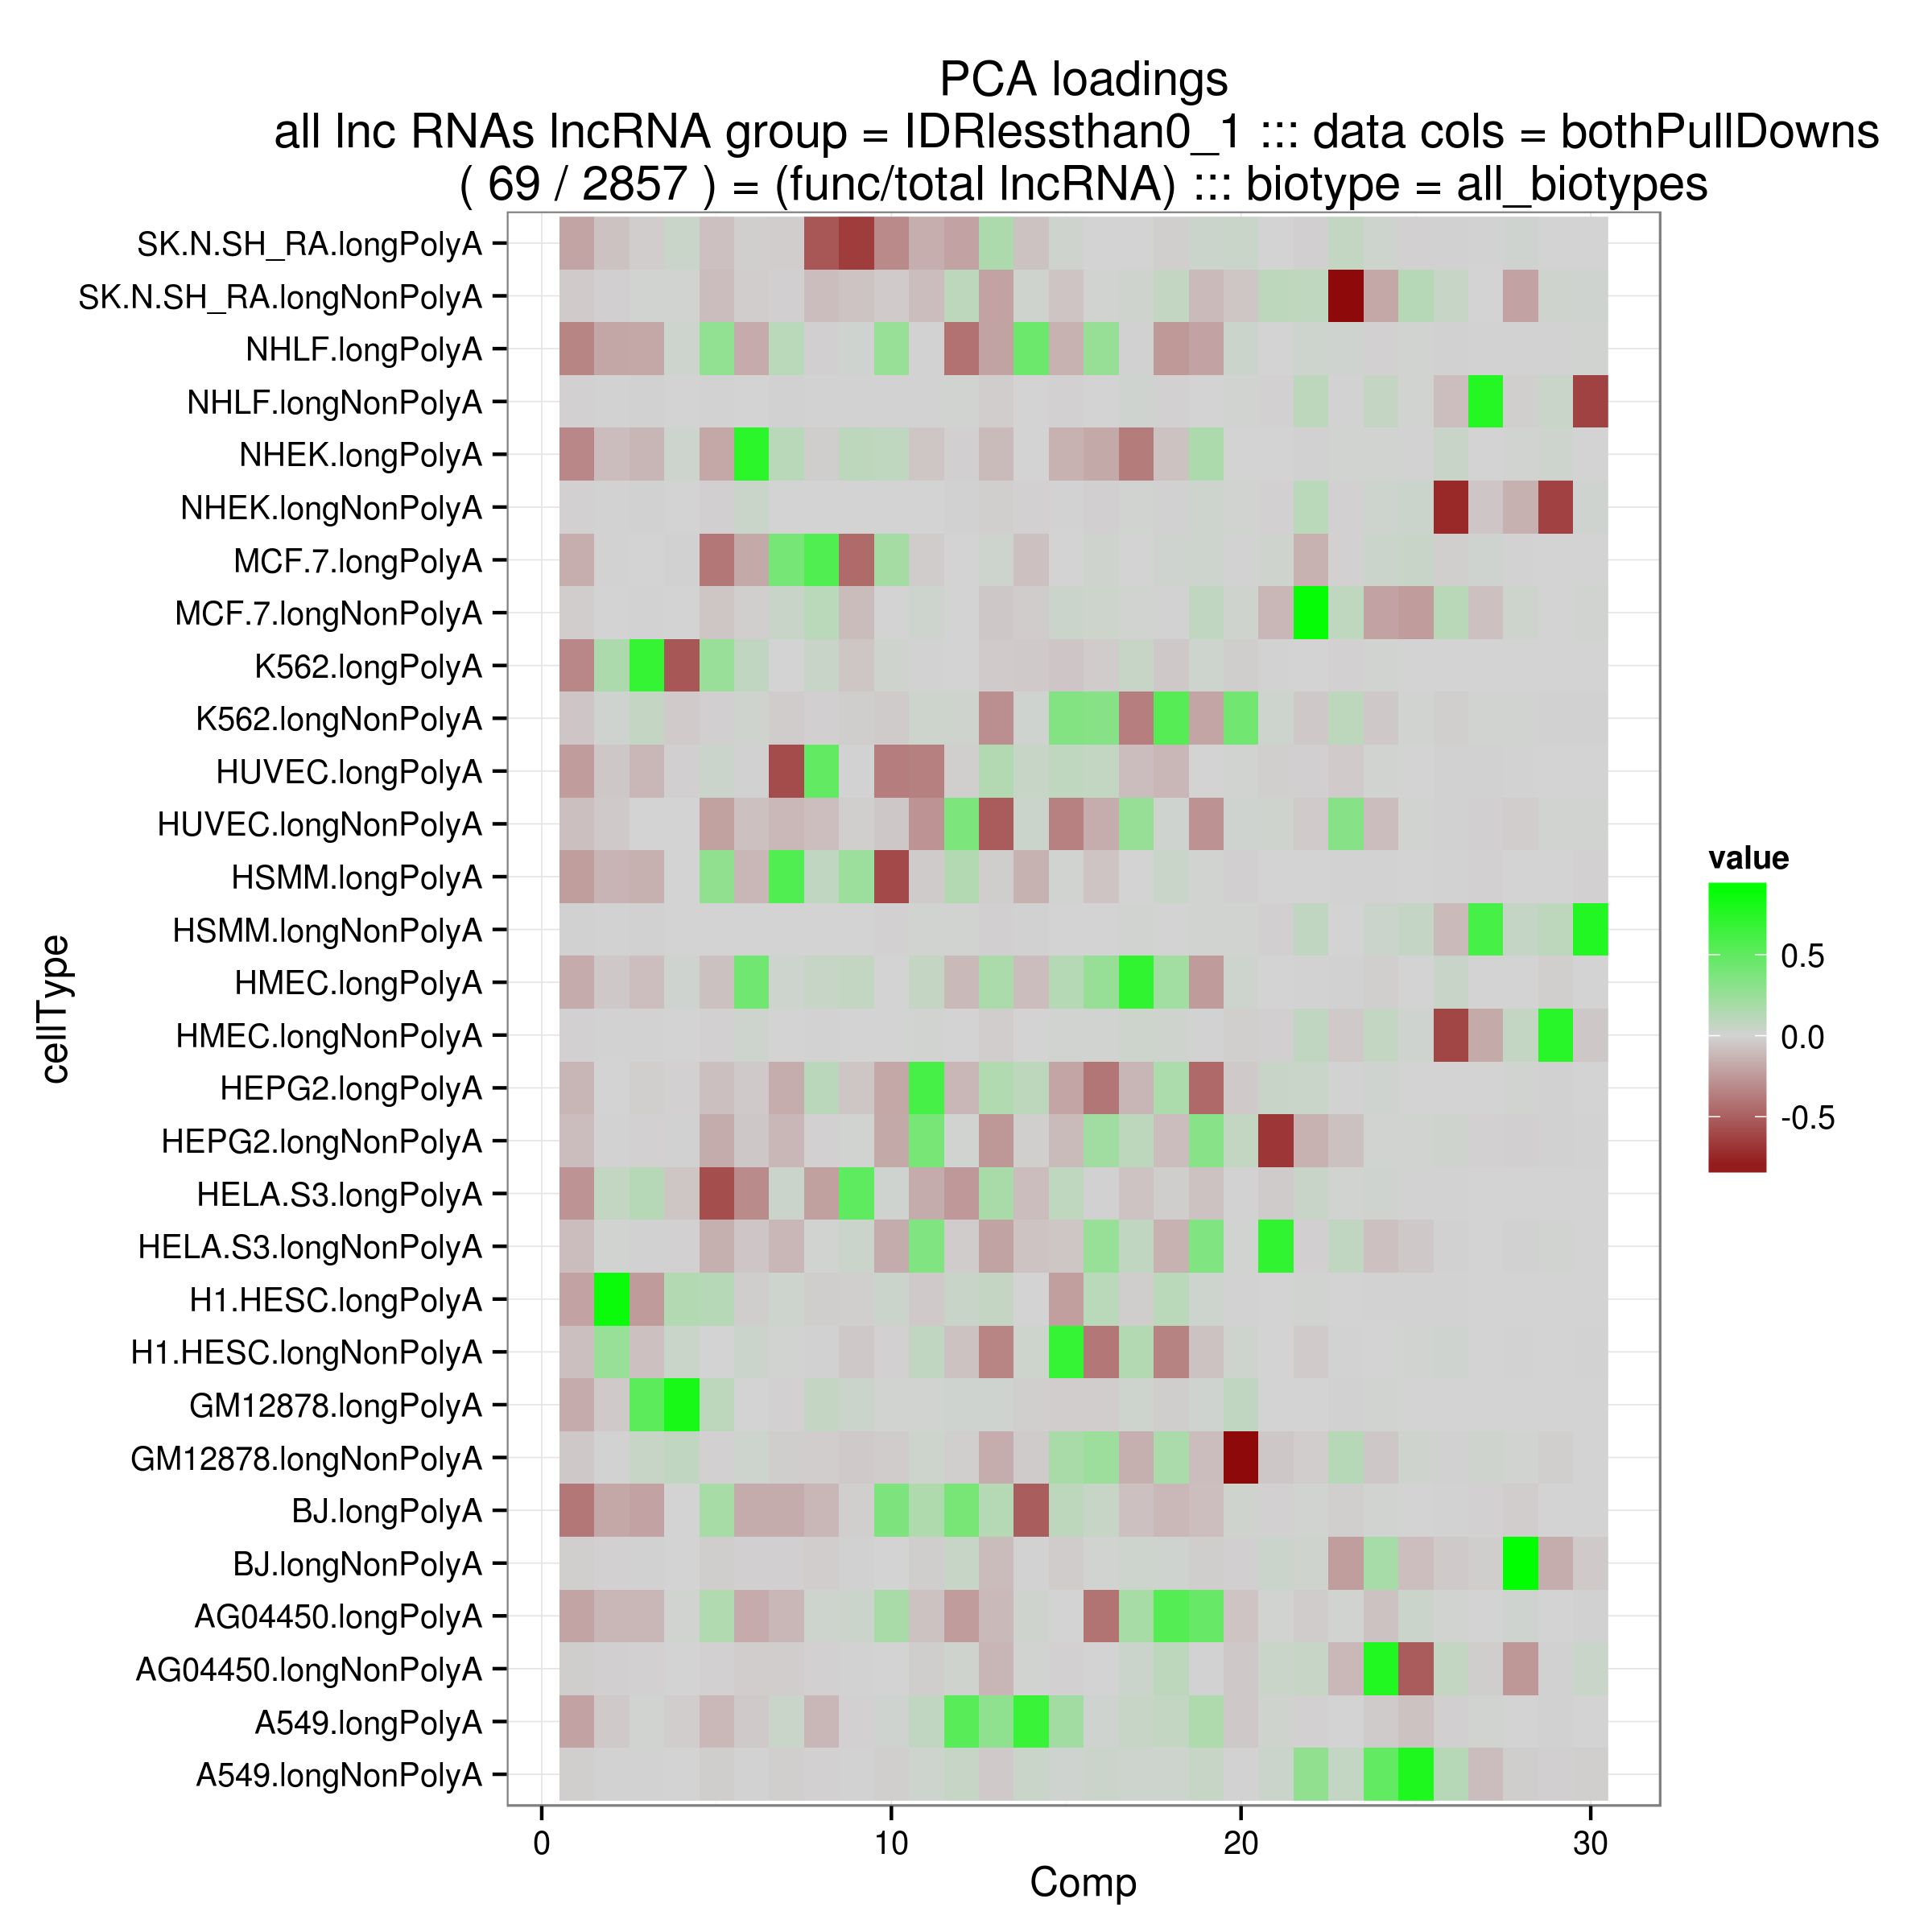 PCA loadings
all lnc RNAs lncRNA group = IDRlessthan0_1 ::: data cols = bothPullDowns
( 69 / 2857 ) = (func/total lncRNA) ::: biotype = all_biotypes
SK.N.SH_RA.longPolyA
SK.N.SH_RA.longNonPolyA
NHLF.longPolyA
NHLF.longNonPolyA
NHEK.longPolyA
NHEK.longNonPolyA
MCF.7.longPolyA
MCF.7.longNonPolyA
K562.longPolyA
K562.longNonPolyA
HUVEC.longPolyA
HUVEC.longNonPolyA
HSMM.longPolyA
HSMM.longNonPolyA
HMEC.longPolyA
HMEC.longNonPolyA
HEPG2.longPolyA
HEPG2.longNonPolyA
HELA.S3.longPolyA
HELA.S3.longNonPolyA
H1.HESC.longPolyA
H1.HESC.longNonPolyA
GM12878.longPolyA
GM12878.longNonPolyA
BJ.longPolyA
BJ.longNonPolyA
AG04450.longPolyA
AG04450.longNonPolyA
A549.longPolyA
A549.longNonPolyA
cellType
0 10 20 30
Comp
value
0.5
0.0
-0.5